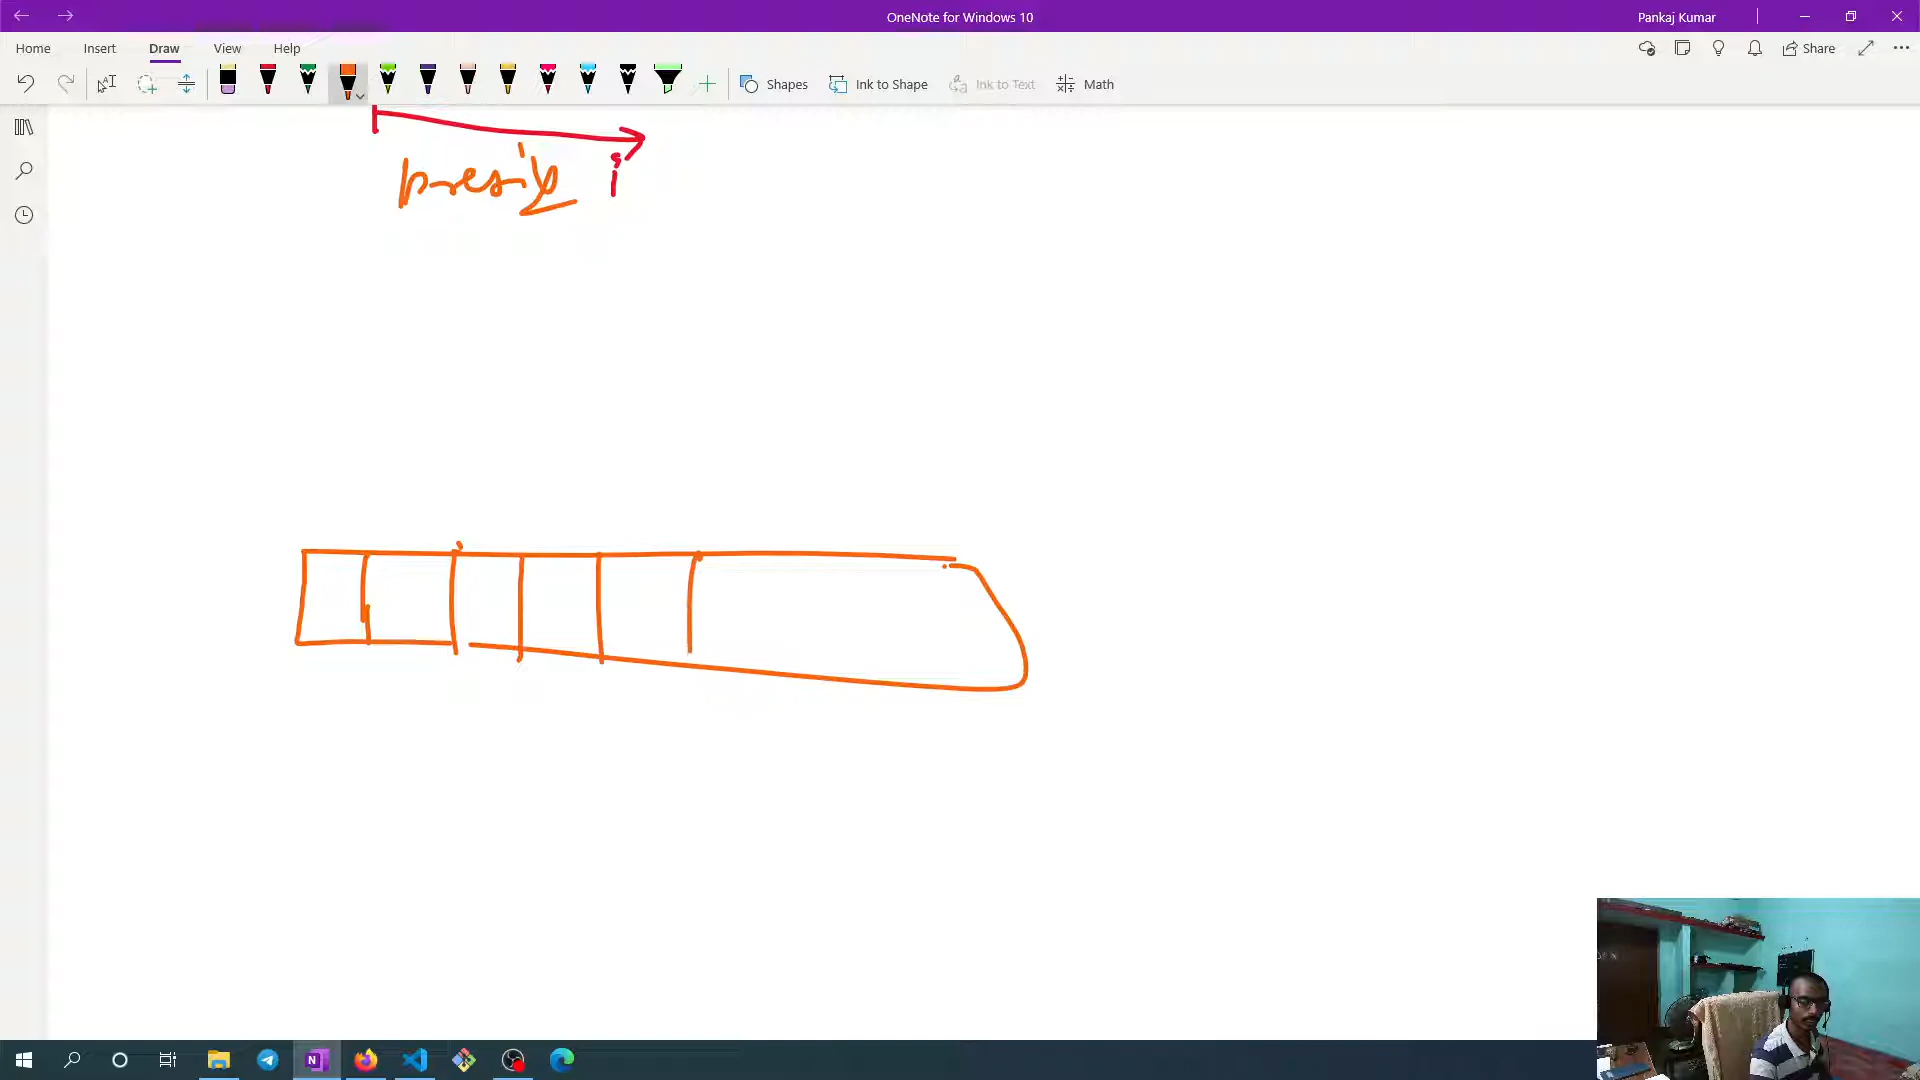 OneNote for Windows 10
Pankaj Kumar
Home Insert Draw View Help
Share
Shapes Ink to Shape Ink to Text Math
i